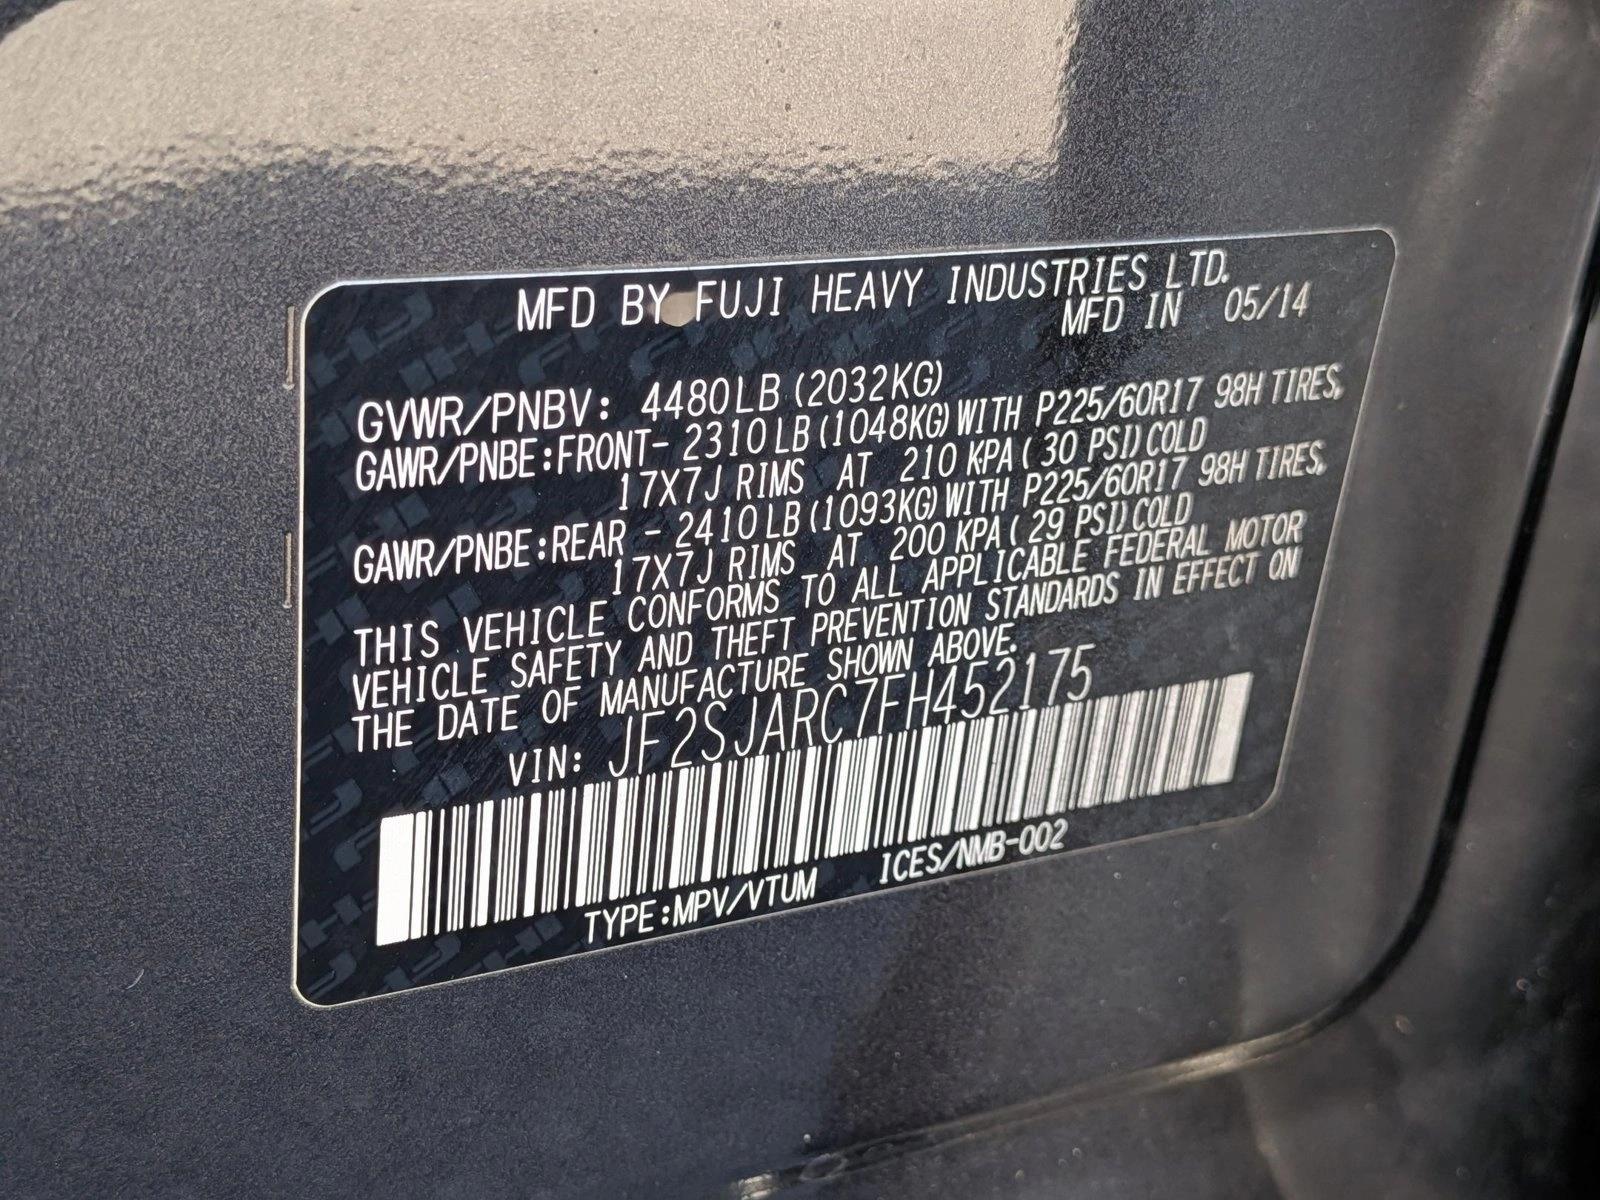 MFD BY FUJI HEAVY INDUSTRIES LTD.
MFD IN 05/14
GVWR/PNBV: 4480LB (2032KG)
GAWR/PNBE:FRONT- 2310LB (1048KG) WITH P225/60R17 98H TIRES,
17X7J RIMS AT 210 KPA ( 30 PSI) COLD
GAWR/PNBE:REAR - 2410LB (1093KG) WITH P225/60R17 98H TIRES,
17X7J RIMS AT 200 KPA ( 29 PSI) COLD
THIS VEHICLE CONFORMS TO ALL APPLICABLE FEDERAL MOTOR
VEHICLE SAFETY AND THEFT PREVENTION STANDARDS IN EFFECT ON
THE DATE OF MANUFACTURE SHOWN ABOVE.
VIN: JF2SJARC7FH452175
TYPE:MPV/VTUM ICES/NMB-002